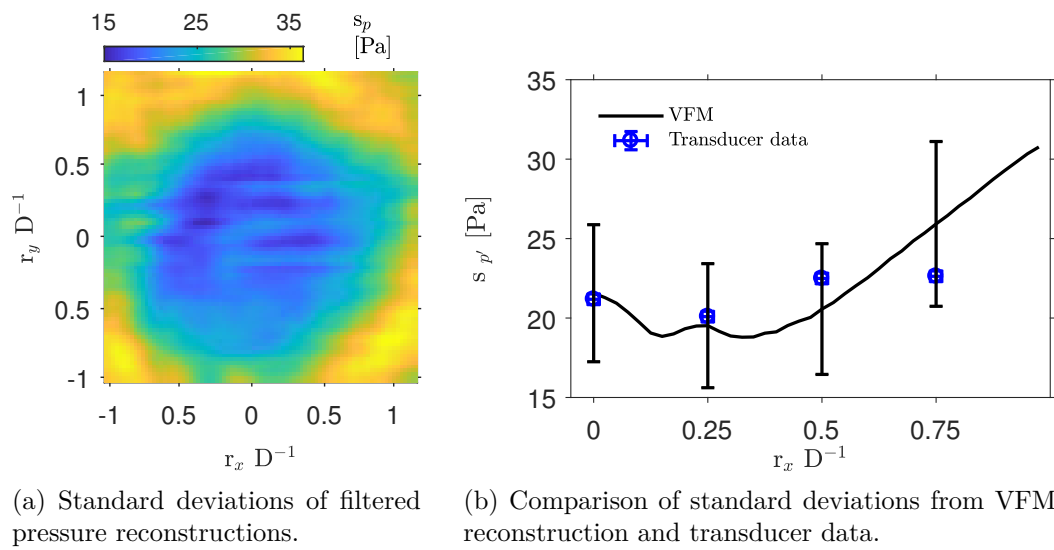 15 25 35
s_p
[Pa]
1
0.5
0
0.5
-1
r_y D^{-1}
-1 0.5 0 0.5 1
r_x D^{-1}
(a) Standard deviations of filtered
pressure reconstructions.
35
30
25
20
15
s_{p'} [Pa]
VFM
Transducer data
0 0.25 0.5 0.75
r_x D^{-1}
(b) Comparison of standard deviations from VFM
reconstruction and transducer data.